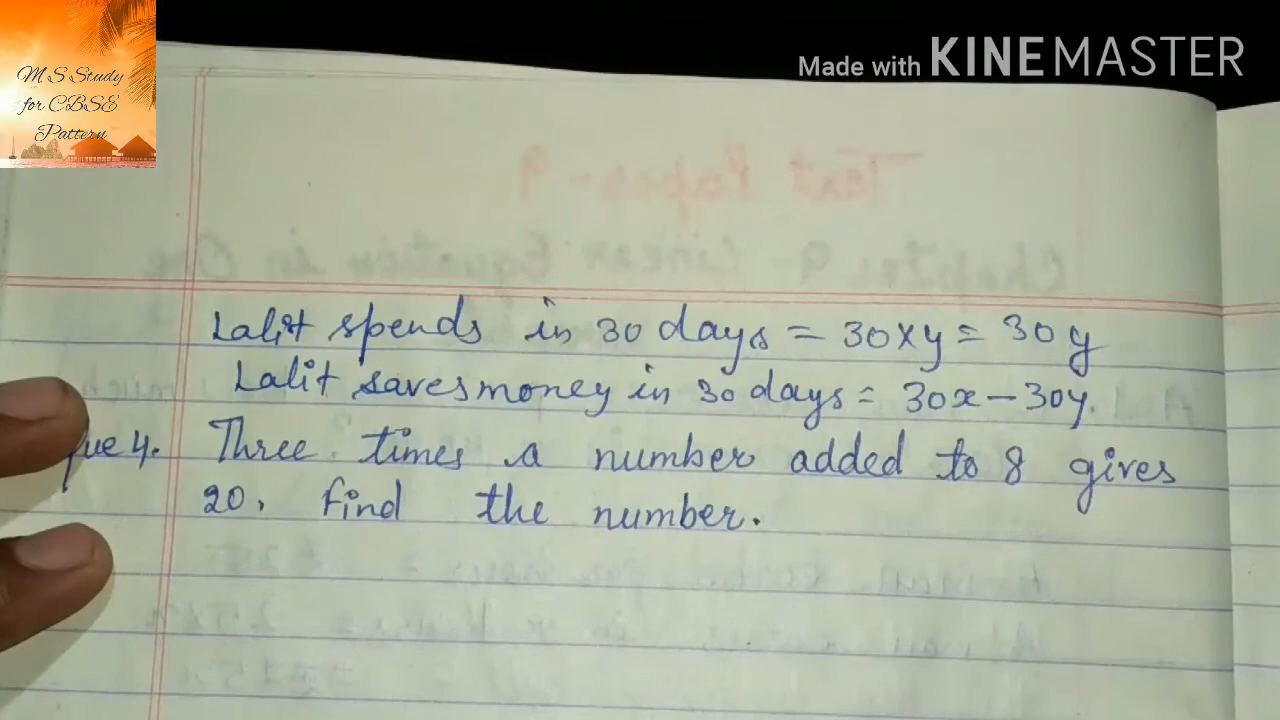 M S Study
for CBSE
Pattern
Made with KINEMASTER
Lalit spends in 30 days = 30xy = 30y
Lalit saves money in 30 days = 30x - 30y.
Que 4. Three times a number added to 8 gives
20. Find the number.